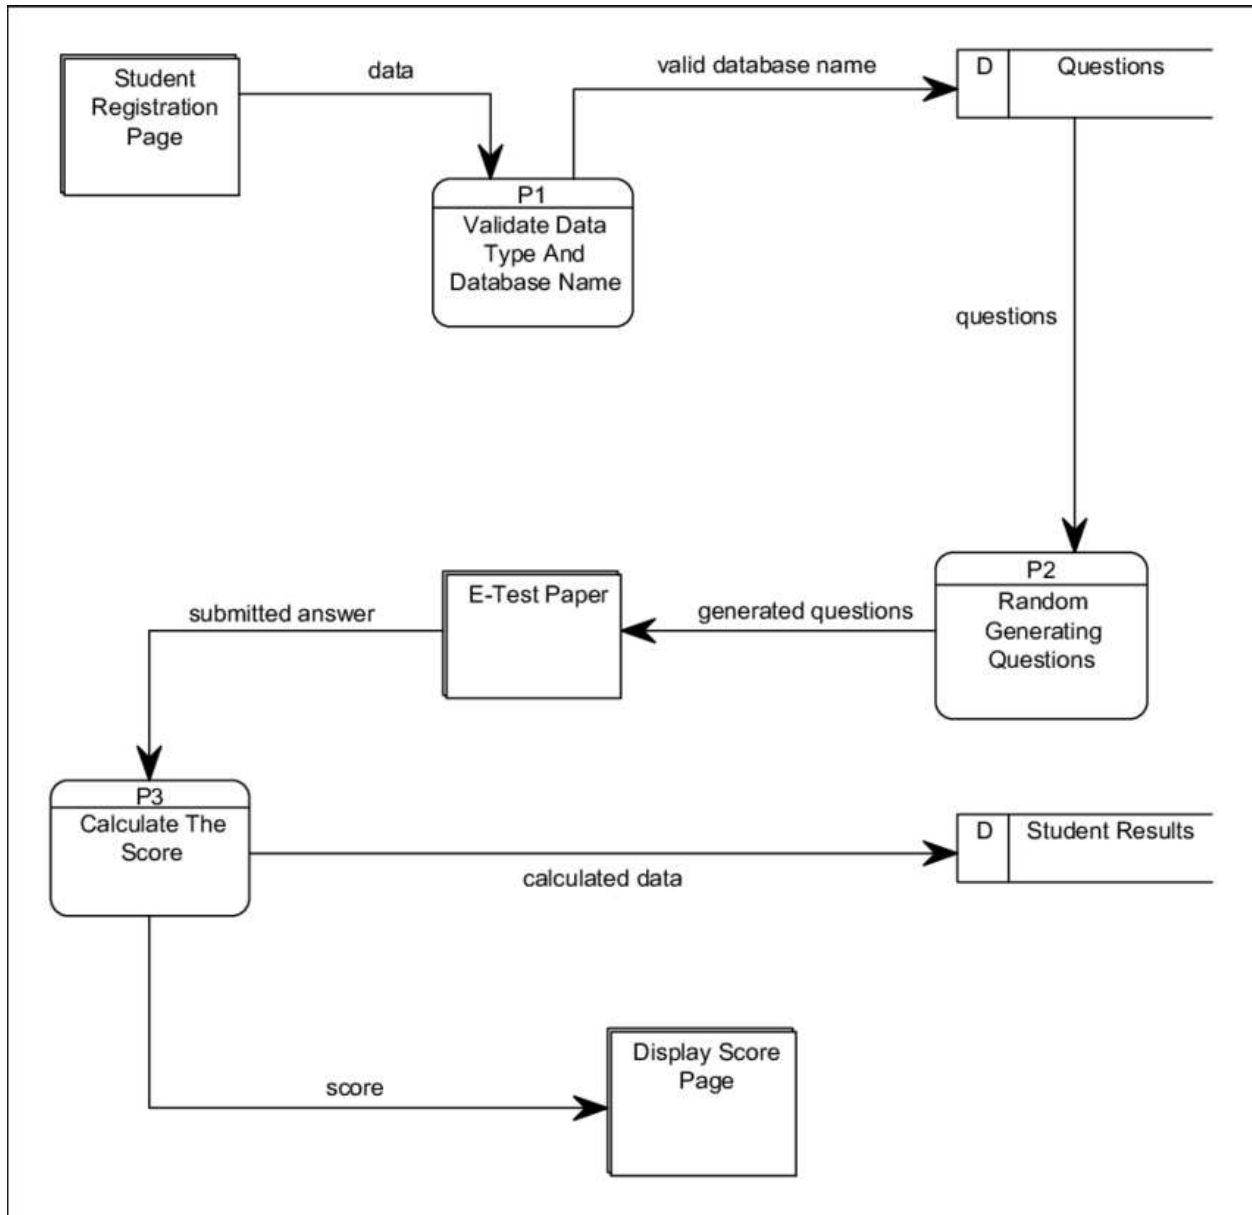 Student
Registration
Page
data
valid database name
D
Questions
P1
Validate Data
Type And
Database Name
questions
P2
Random
Generating
Questions
generated questions
E-Test Paper
submitted answer
P3
Calculate The
Score
calculated data
D
Student Results
score
Display Score
Page